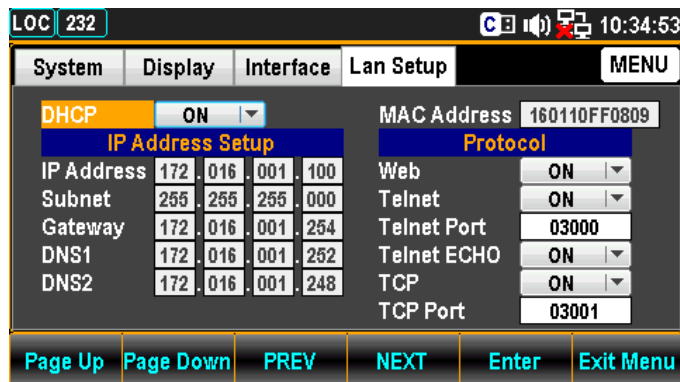 LOC 232 C 10:34:53
System Display Interface Lan Setup MENU
DHCP ON
IP Address Setup
IP Address 172 . 016 . 001 . 100
Subnet 255 . 255 . 255 . 000
Gateway 172 . 016 . 001 . 254
DNS1 172 . 016 . 001 . 252
DNS2 172 . 016 . 001 . 248
MAC Address 160110FF0809
Protocol
Web ON
Telnet ON
Telnet Port 03000
Telnet ECHO ON
TCP ON
TCP Port 03001
Page Up Page Down PREV NEXT Enter Exit Menu